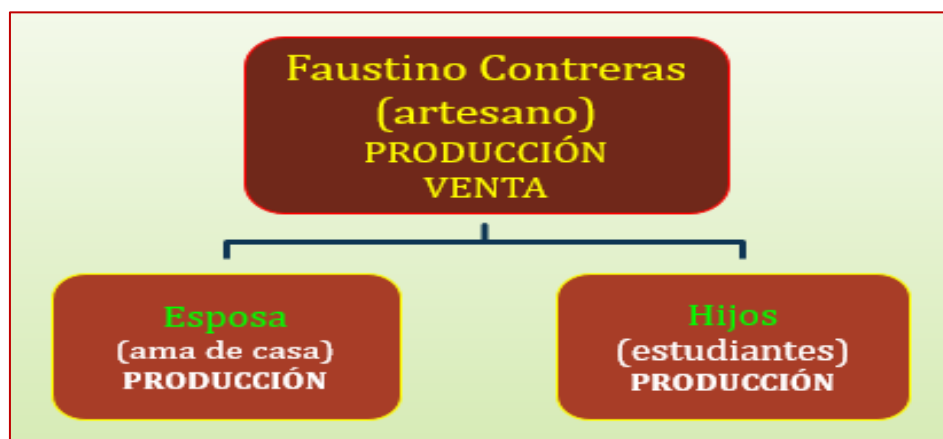 Faustino Contreras
(artesano)
PRODUCCIÓN
VENTA
Esposa
(ama de casa)
PRODUCCIÓN
Hijos
(estudiantes)
PRODUCCIÓN